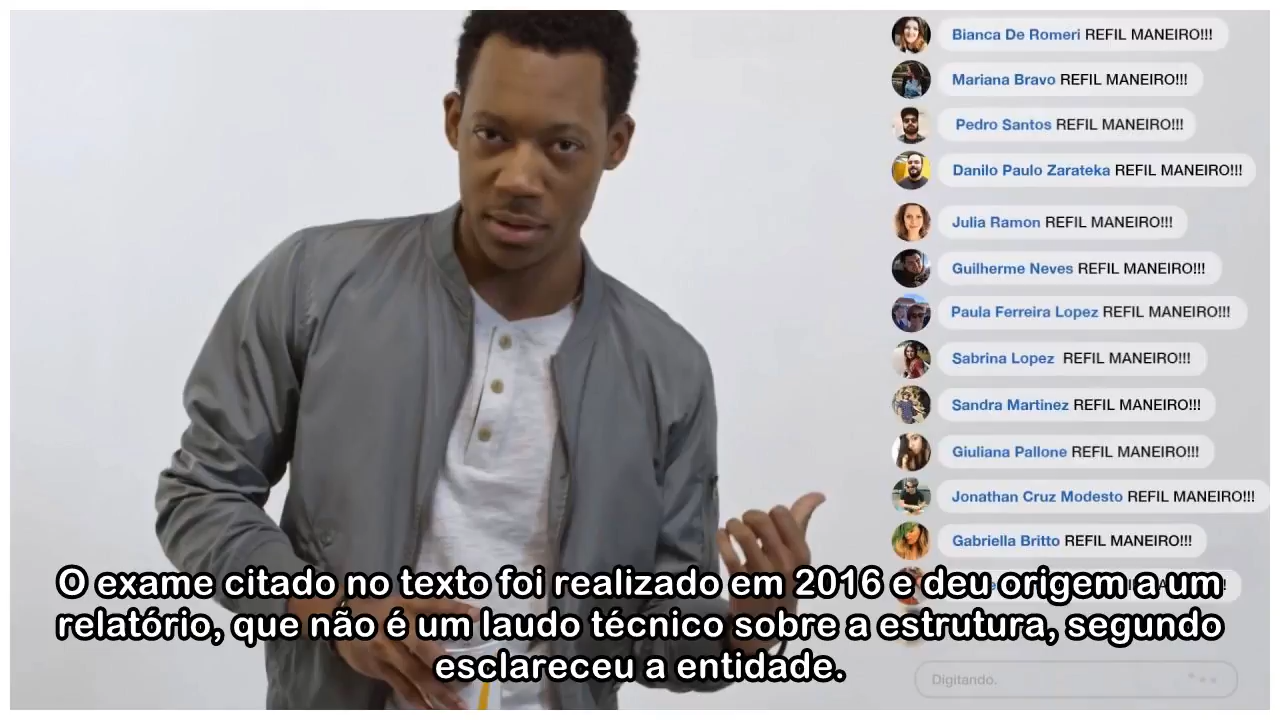 Bianca De Romeri REFIL MANEIRO!!!
Mariana Bravo REFIL MANEIRO!!!
Pedro Santos REFIL MANEIRO!!!
Danilo Paulo Zarateka REFIL MANEIRO!!!
Julia Ramon REFIL MANEIRO!!!
Guilherme Neves REFIL MANEIRO!!!
Paula Ferreira Lopez REFIL MANEIRO!!!
Sabrina Lopez REFIL MANEIRO!!!
Sandra Martinez REFIL MANEIRO!!!
Giuliana Pallone REFIL MANEIRO!!!
Jonathan Cruz Modesto REFIL MANEIRO!!!
Gabriella Britto REFIL MANEIRO!!!
O exame citado no texto foi realizado em 2016 e deu origem a um
relatório, que não é um laudo técnico sobre a estrutura, segundo
esclareceu a entidade.
Digitando.